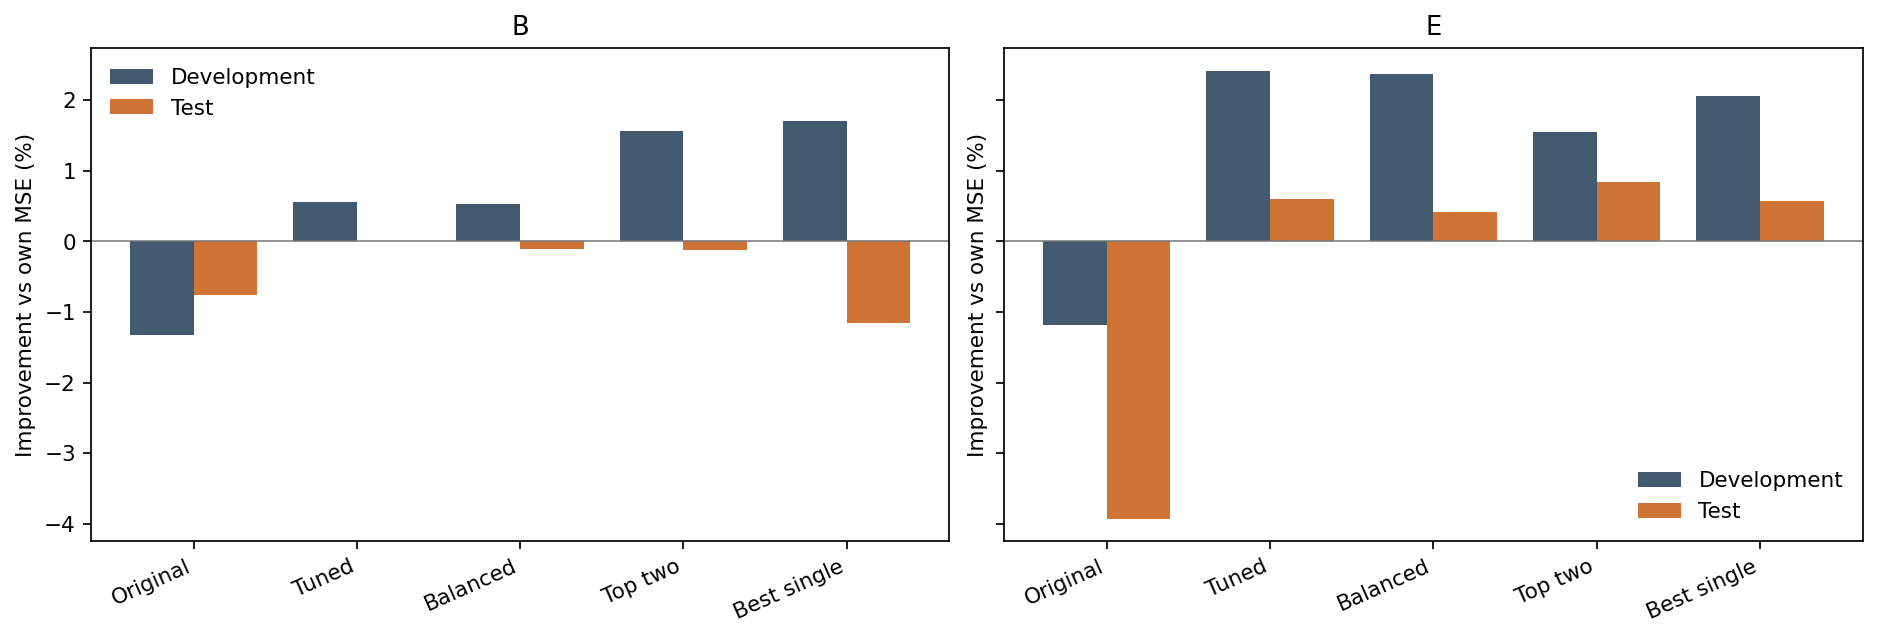 B
Improvement vs own MSE (%)
2
1
0
−1
−2
−3
−4
Development
Test
Original
Tuned
Balanced
Top two
Best single
E
Improvement vs own MSE (%)
Development
Test
Original
Tuned
Balanced
Top two
Best single